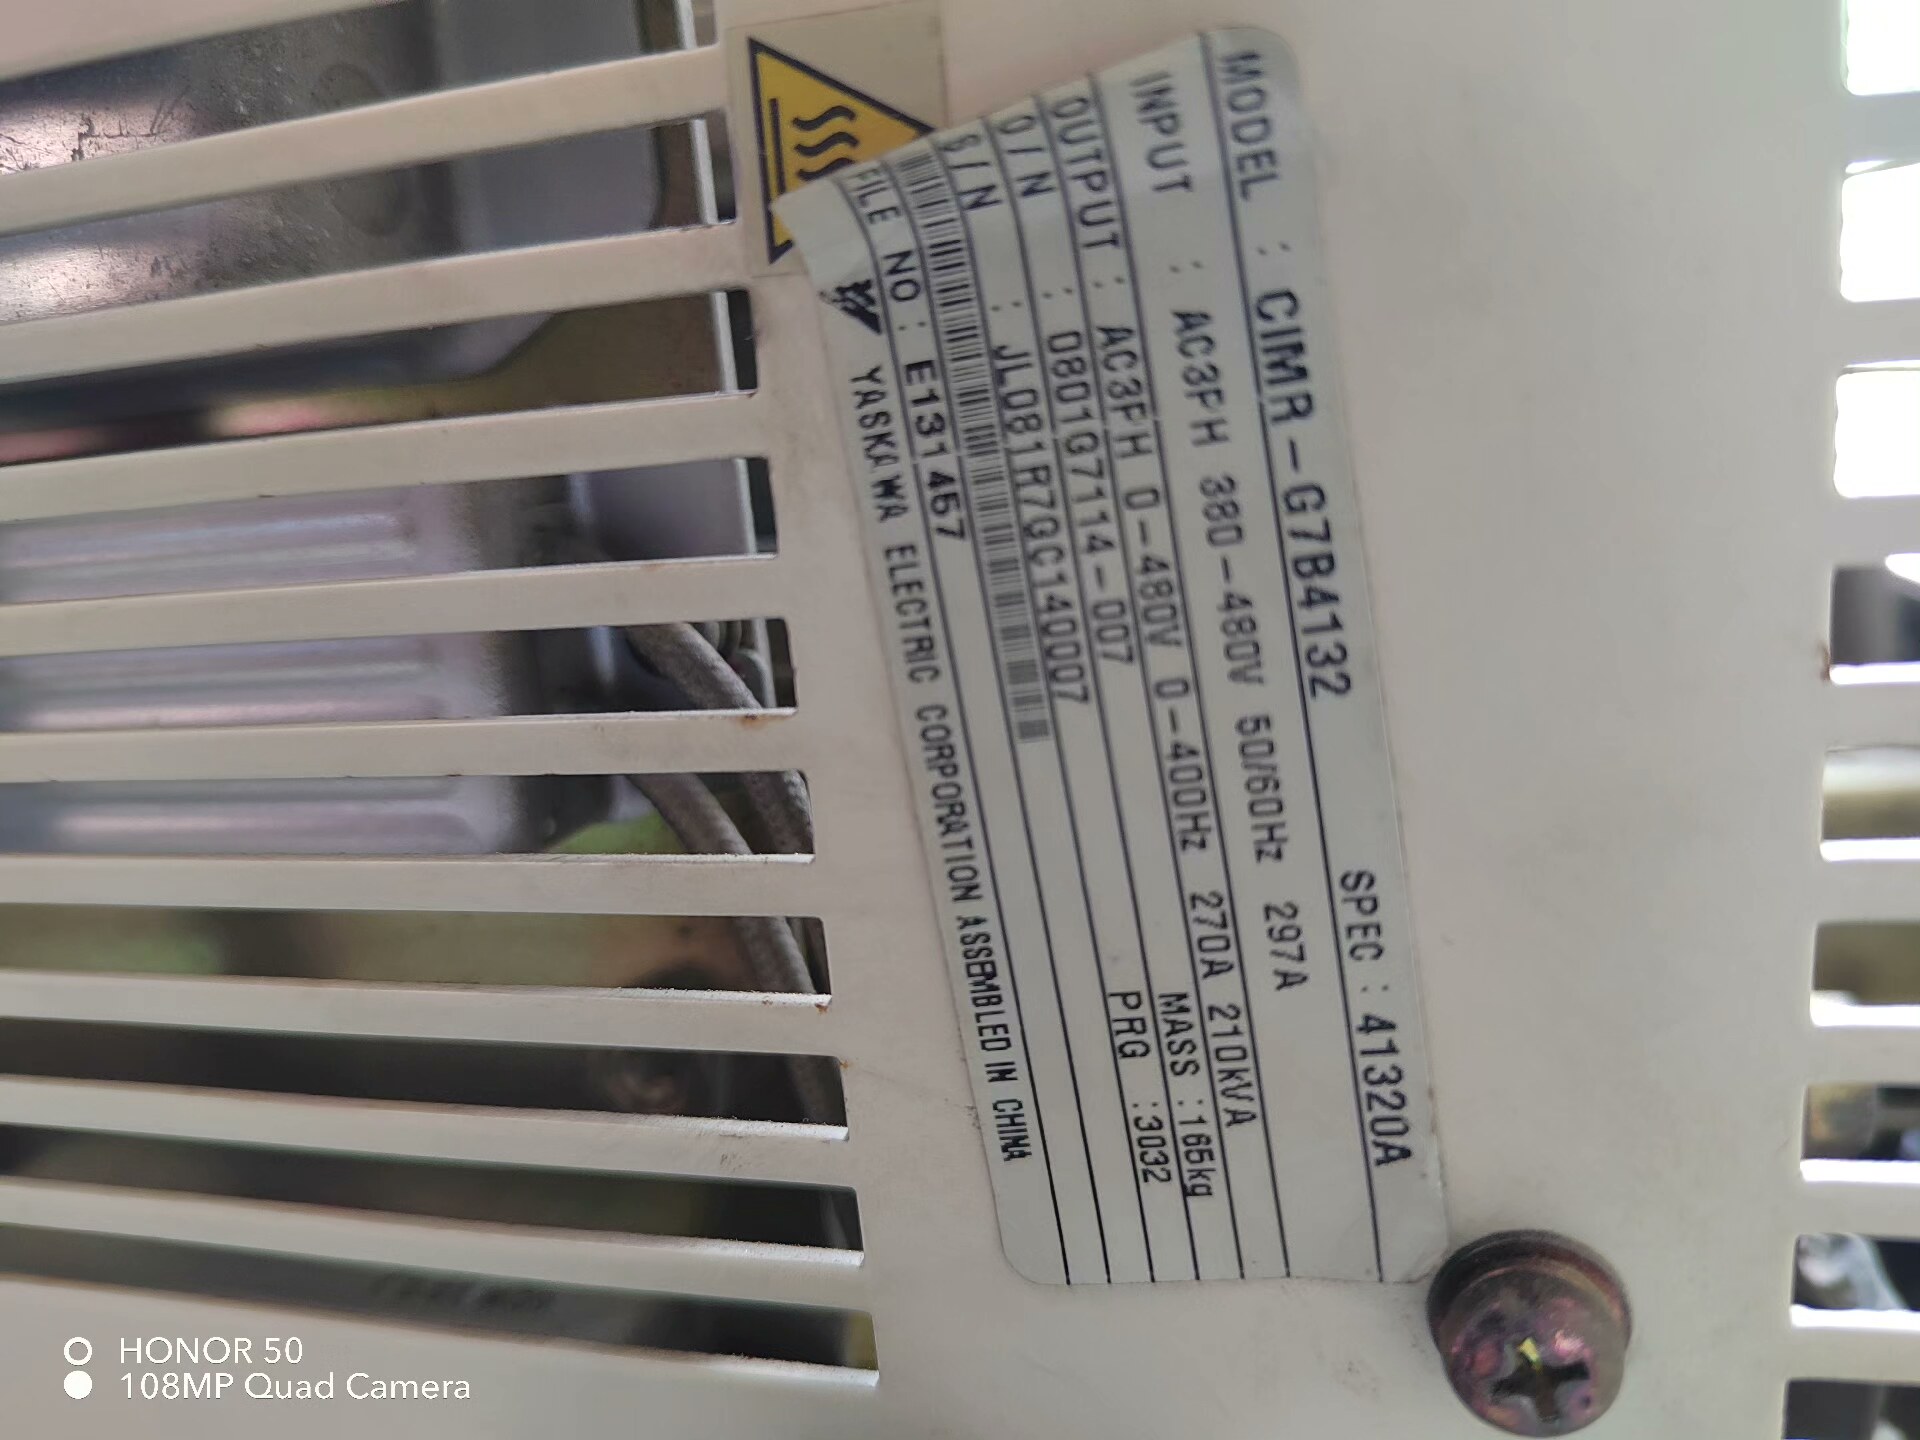 MODEL : CIMR-G7B4132 SPEC : 41320A
INPUT : AC3PH 380-480V 50/60Hz 297A
OUTPUT : AC3PH 0-480V 0-400Hz 270A 210kVA
O/N : 0801G7114-007 MASS : 165kg
S/N : JL081R7GC140007 PRG : 3032
FILE NO : E131457
YASKAWA ELECTRIC CORPORATION ASSEMBLED IN CHINA
HONOR 50
108MP Quad Camera